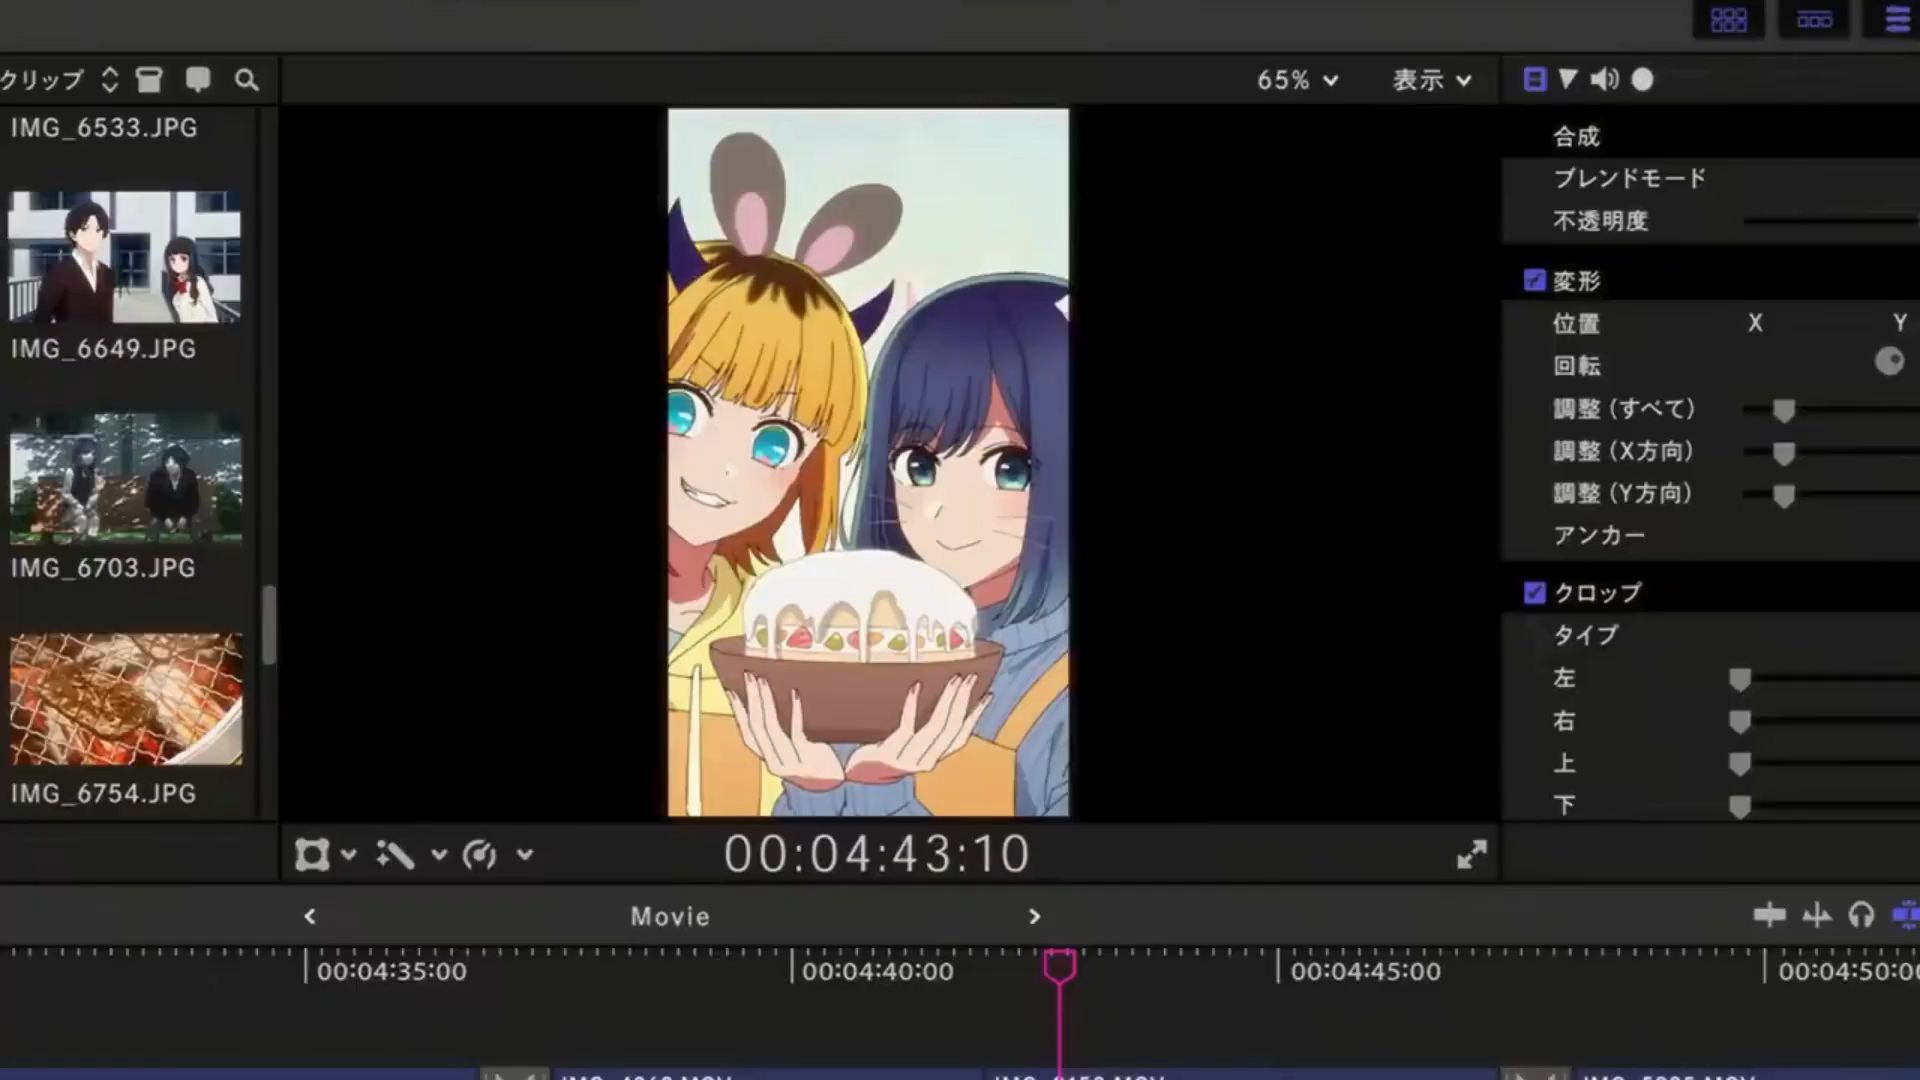 クリップ
65%
表示
IMG_6533.JPG
IMG_6649.JPG
IMG_6703.JPG
IMG_6754.JPG
合成
ブレンドモード
不透明度
変形
位置 X Y
回転
調整(すべて)
調整(X方向)
調整(Y方向)
アンカー
クロップ
タイプ
左
右
上
下
00:04:43:10
Movie
00:04:35:00
00:04:40:00
00:04:45:00
00:04:50:00